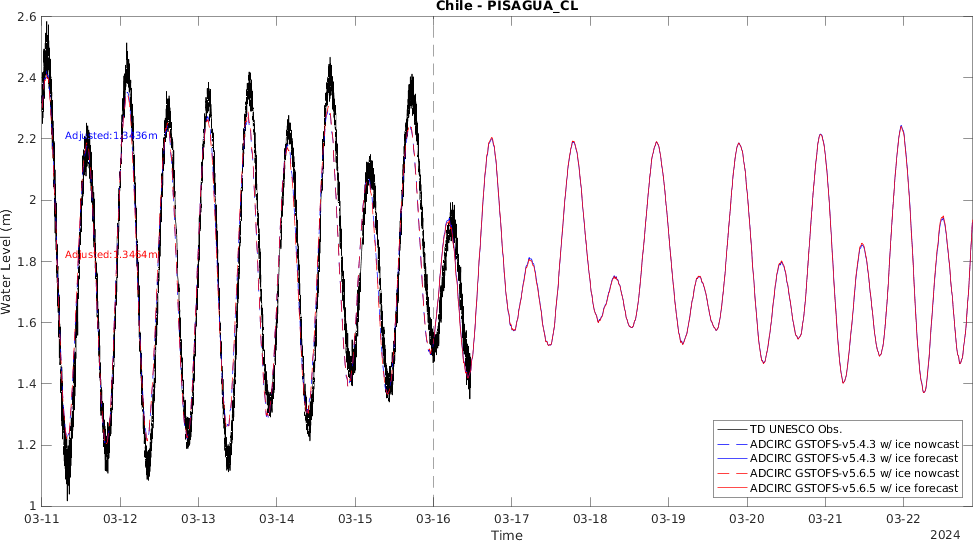 Chile - PISAGUA_CL
2.6
2.4
2.2
2
1.8
1.6
1.4
1.2
1
Water Level (m)
Adjusted:1.3436m
Adjusted:1.3464m
TD UNESCO Obs.
ADCIRC GSTOFS-v5.4.3 w/ ice nowcast
ADCIRC GSTOFS-v5.4.3 w/ ice forecast
ADCIRC GSTOFS-v5.6.5 w/ ice nowcast
ADCIRC GSTOFS-v5.6.5 w/ ice forecast
03-11 03-12 03-13 03-14 03-15 03-16 03-17 03-18 03-19 03-20 03-21 03-22
Time
2024